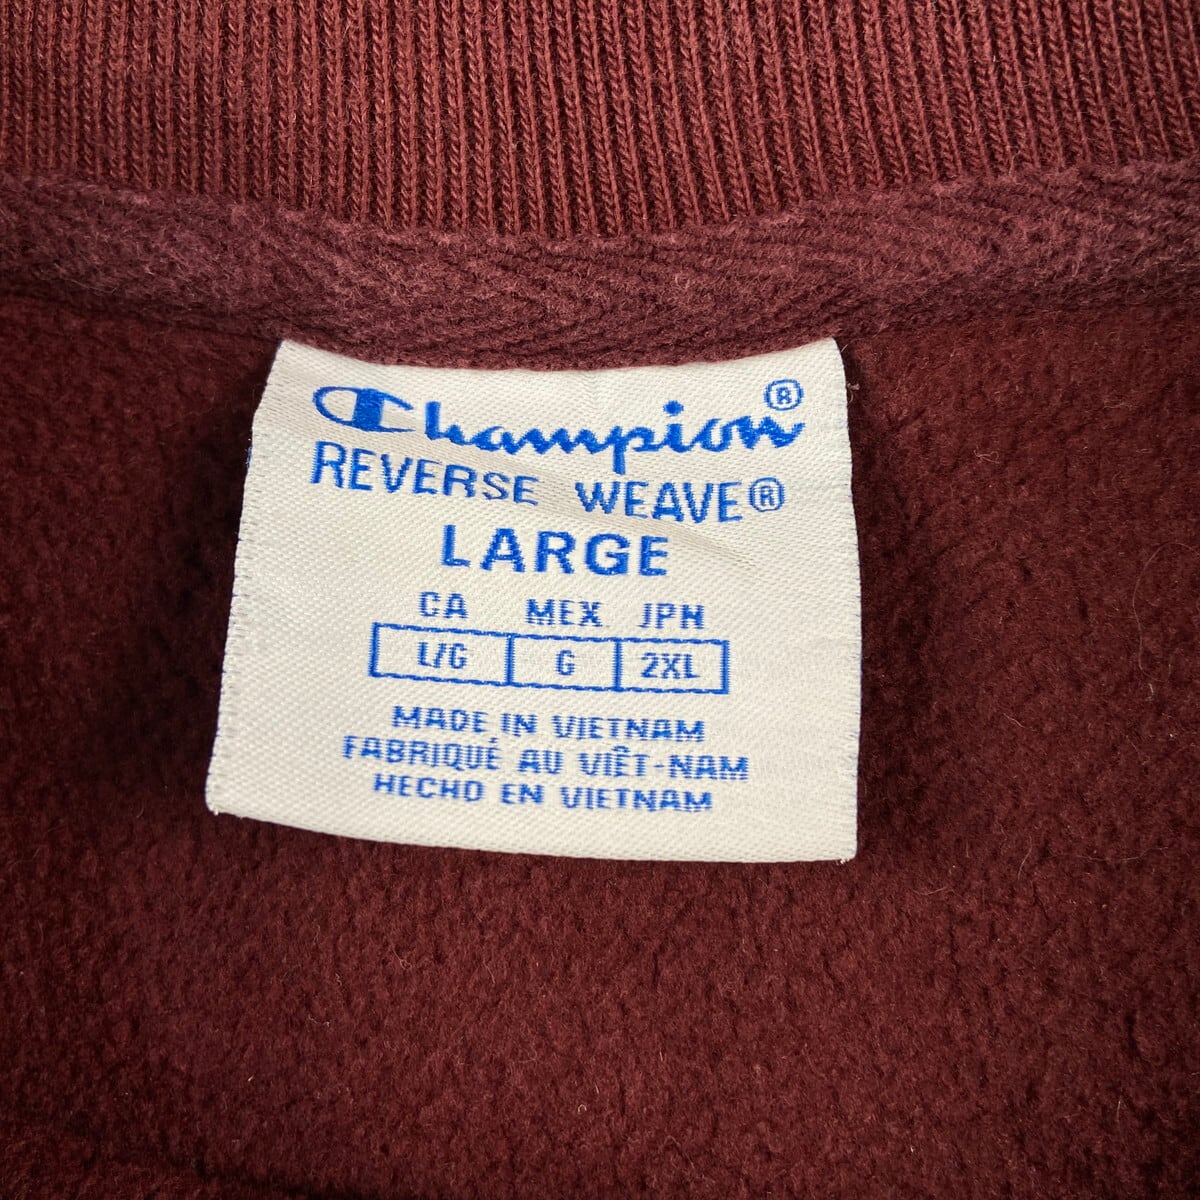 Champion®
REVERSE WEAVE®
LARGE
CA MEX JPN
L/G G 2XL
MADE IN VIETNAM
FABRIQUÉ AU VIÊT-NAM
HECHO EN VIETNAM